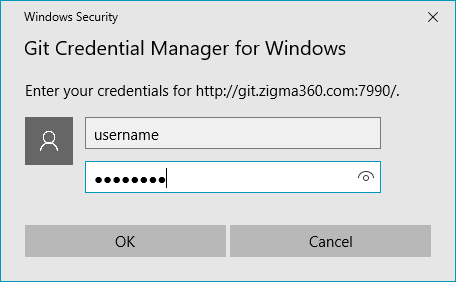 Windows Security
Git Credential Manager for Windows
Enter your credentials for http://git.zigma360.com:7990/.
username
●●●●●●●●
OK
Cancel